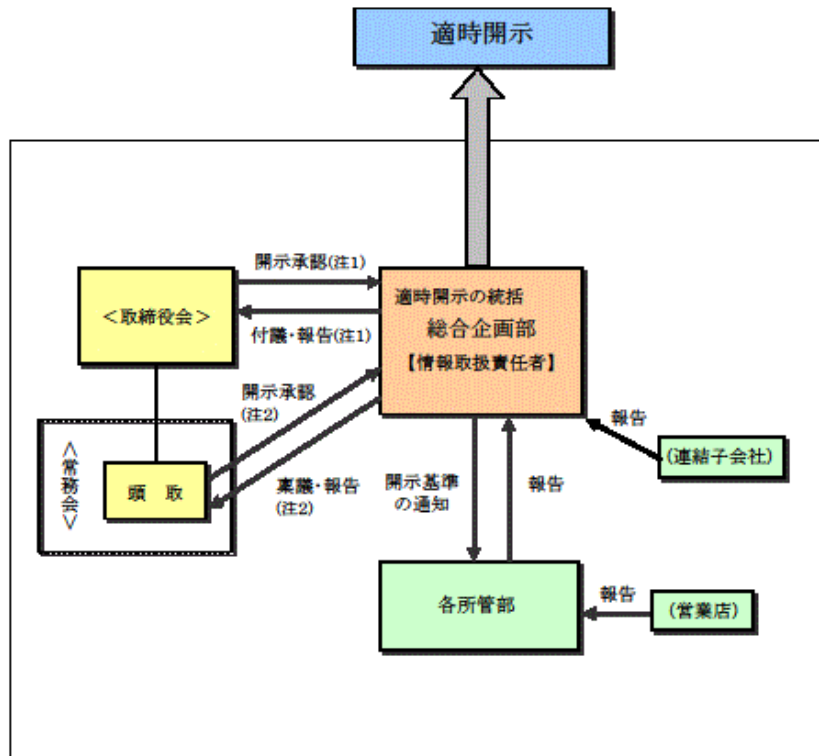 適時開示
開示承認(注1)
<取締役会>
付議・報告(注1)
適時開示の統括
総合企画部
【情報取扱責任者】
開示承認
(注2)
<常務会>
頭 取
稟議・報告
(注2)
開示基準
の通知
報告
報告
(連結子会社)
各所管部
報告
(営業店)